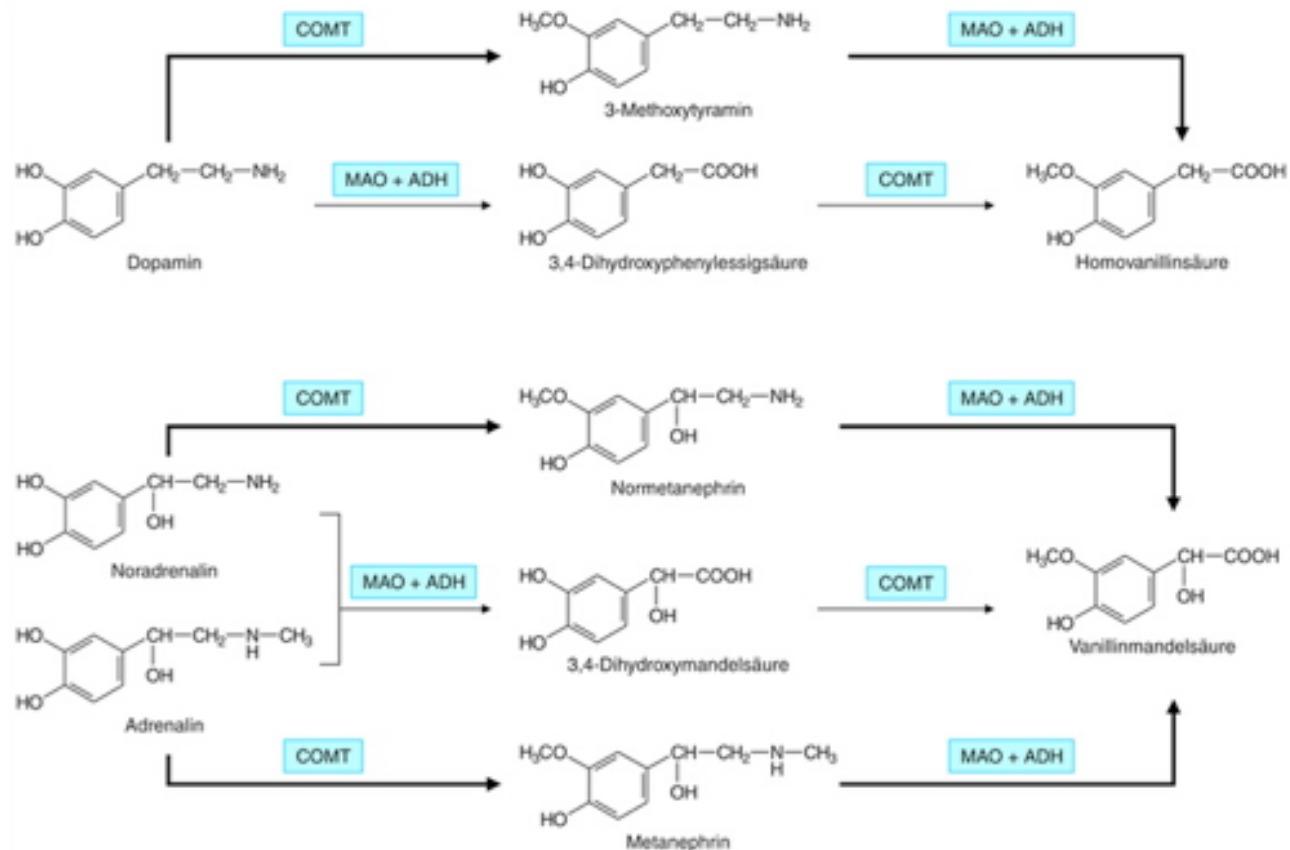 COMT
H₃CO CH₂—CH₂—NH₂
MAO + ADH
HO
3-Methoxytyramin
HO CH₂—CH₂—NH₂
MAO + ADH
HO CH₂—COOH
COMT
H₃CO CH₂—COOH
HO
Dopamin
HO
3,4-Dihydroxyphenylessigsäure
HO
Homovanillinsäure
COMT
H₃CO CH—CH₂—NH₂
MAO + ADH
OH
HO
Normetanephrin
HO CH—CH₂—NH₂
OH
HO
Noradrenalin
MAO + ADH
HO CH—COOH
OH
HO
3,4-Dihydroxymandelsäure
COMT
H₃CO CH—COOH
OH
HO
Vanillinmandelsäure
HO CH—CH₂—N—CH₃
H
OH
HO
Adrenalin
COMT
H₃CO CH—CH₂—N—CH₃
H
OH
HO
Metanephrin
MAO + ADH